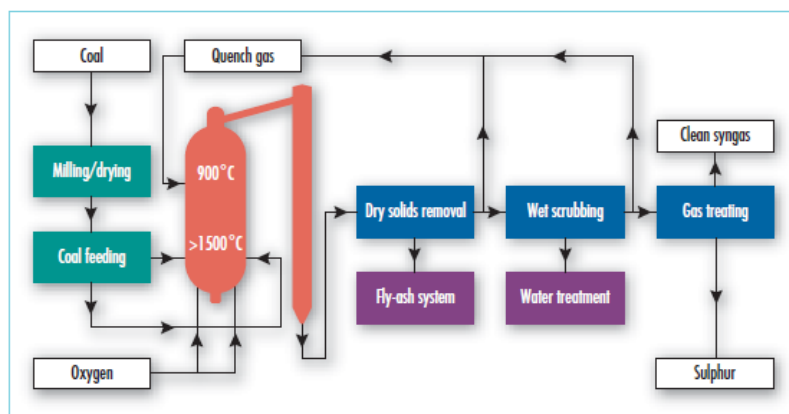 Coal
Quench gas
Clean syngas
Milling/drying
900°C
Dry solids removal
Wet scrubbing
Gas treating
Coal feeding
>1500°C
Fly-ash system
Water treatment
Oxygen
Sulphur